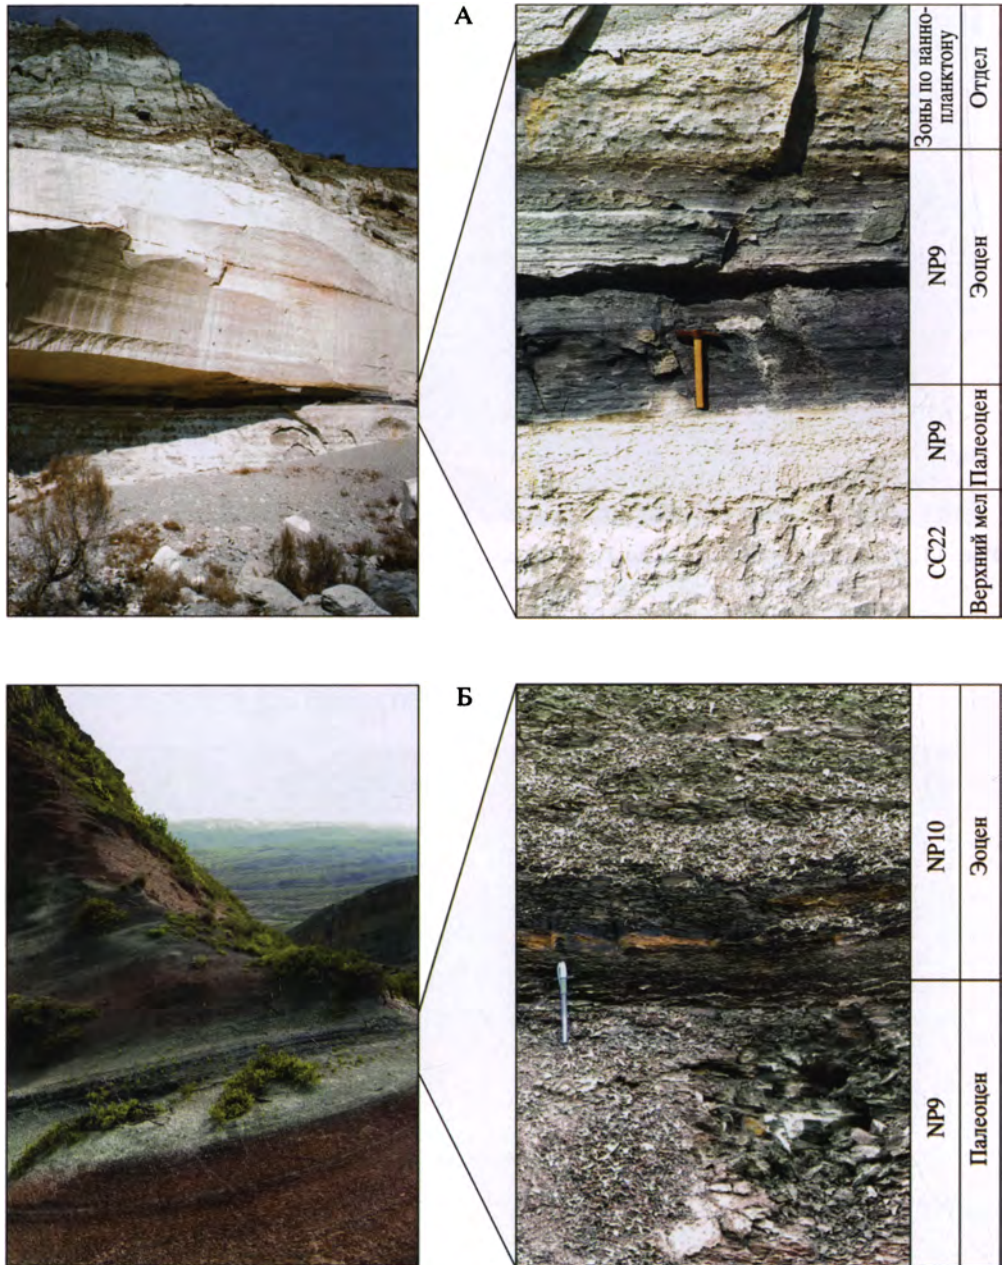 А
Зоны по нанно-
планктону
Отдел
NP9
Эоцен
NP9
Палеоцен
CC22
Верхний мел
Б
NP10
Эоцен
NP9
Палеоцен